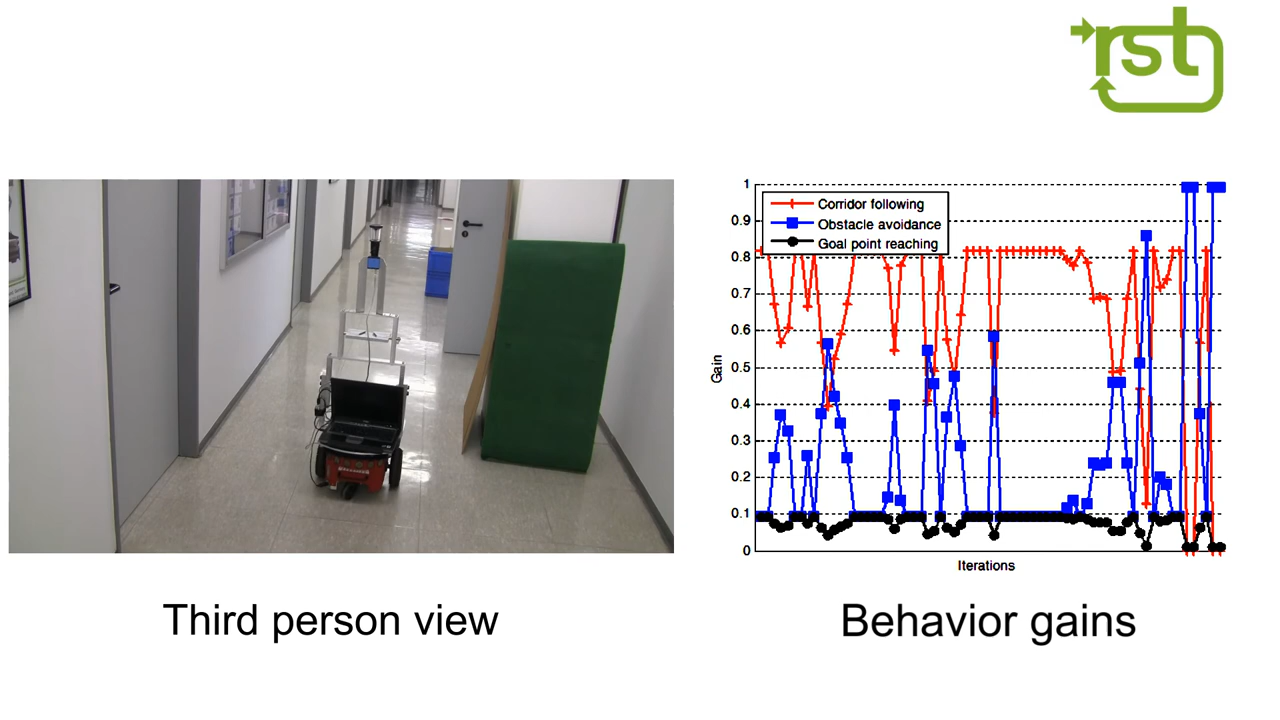 rst
1
0.9
0.8
0.7
0.6
0.5
0.4
0.3
0.2
0.1
0
Gain
Corridor following
Obstacle avoidance
Goal point reaching
Iterations
Third person view
Behavior gains